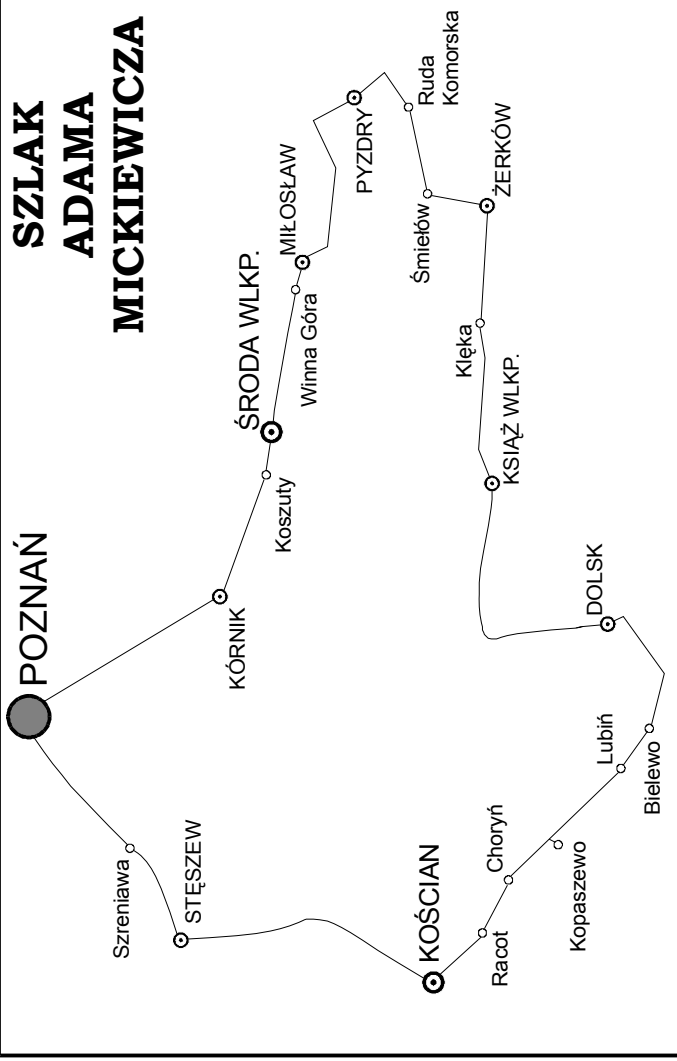 SZLAK
ADAMA
MICKIEWICZA
POZNAŃ
KÓRNIK
Koszuty
ŚRODA WLKP.
Winna Góra
MIŁOSŁAW
PYZDRY
Ruda
Komorska
Śmiełów
ŻERKÓW
Klęka
KSIĄŻ WLKP.
DOLSK
Bielewo
Lubiń
Kopaszewo
Choryń
Racot
KOŚCIAN
STĘSZEW
Szreniawa